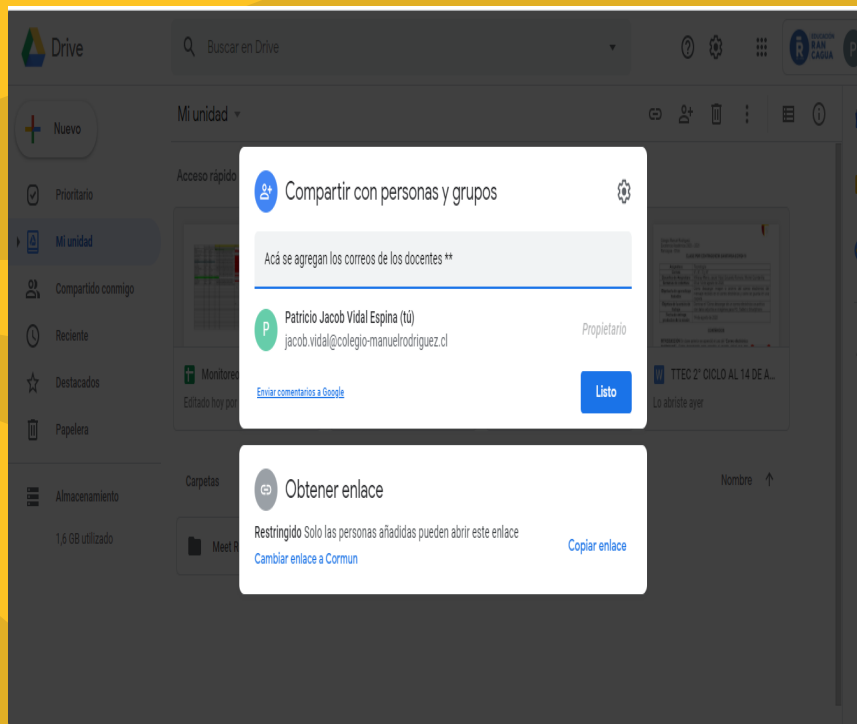 Drive
Buscar en Drive
EDUCACIÓN
RAN
CAGUA
Nuevo
Mi unidad
Prioritario
Acceso rápido
Mi unidad
Compartido conmigo
Reciente
Destacados
Papelera
Almacenamiento
1,6 GB utilizado
Compartir con personas y grupos
Acá se agregan los correos de los docentes **
P
Patricio Jacob Vidal Espina (tú)
jacob.vidal@colegio-manuelrodriguez.cl
Propietario
Enviar comentarios a Google
Listo
Monitoreo
Editado hoy por
W TTEC 2° CICLO AL 14 DE A...
Lo abriste ayer
Carpetas
Nombre
Meet R
Obtener enlace
Restringido Solo las personas añadidas pueden abrir este enlace
Cambiar enlace a Cormun
Copiar enlace